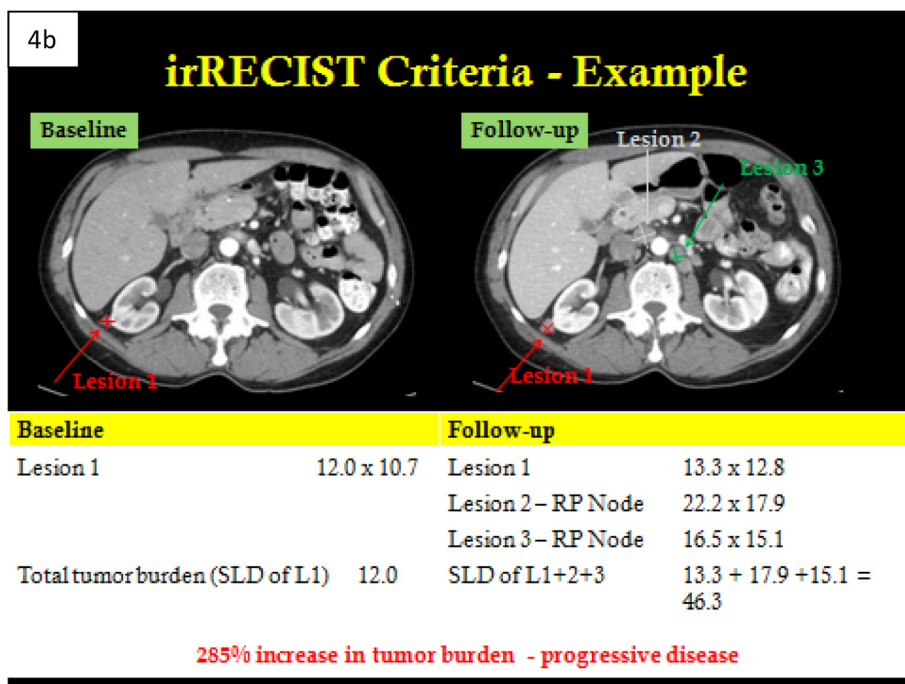 4b
irRECIST Criteria - Example
Baseline
Follow-up
Lesion 2
Lesion 3
Lesion 1
Lesion 1
Baseline Follow-up
Lesion 1 12.0 x 10.7 Lesion 1 13.3 x 12.8
Lesion 2 – RP Node 22.2 x 17.9
Lesion 3 – RP Node 16.5 x 15.1
Total tumor burden (SLD of L1) 12.0 SLD of L1+2+3 13.3 + 17.9 +15.1 =
46.3
285% increase in tumor burden - progressive disease